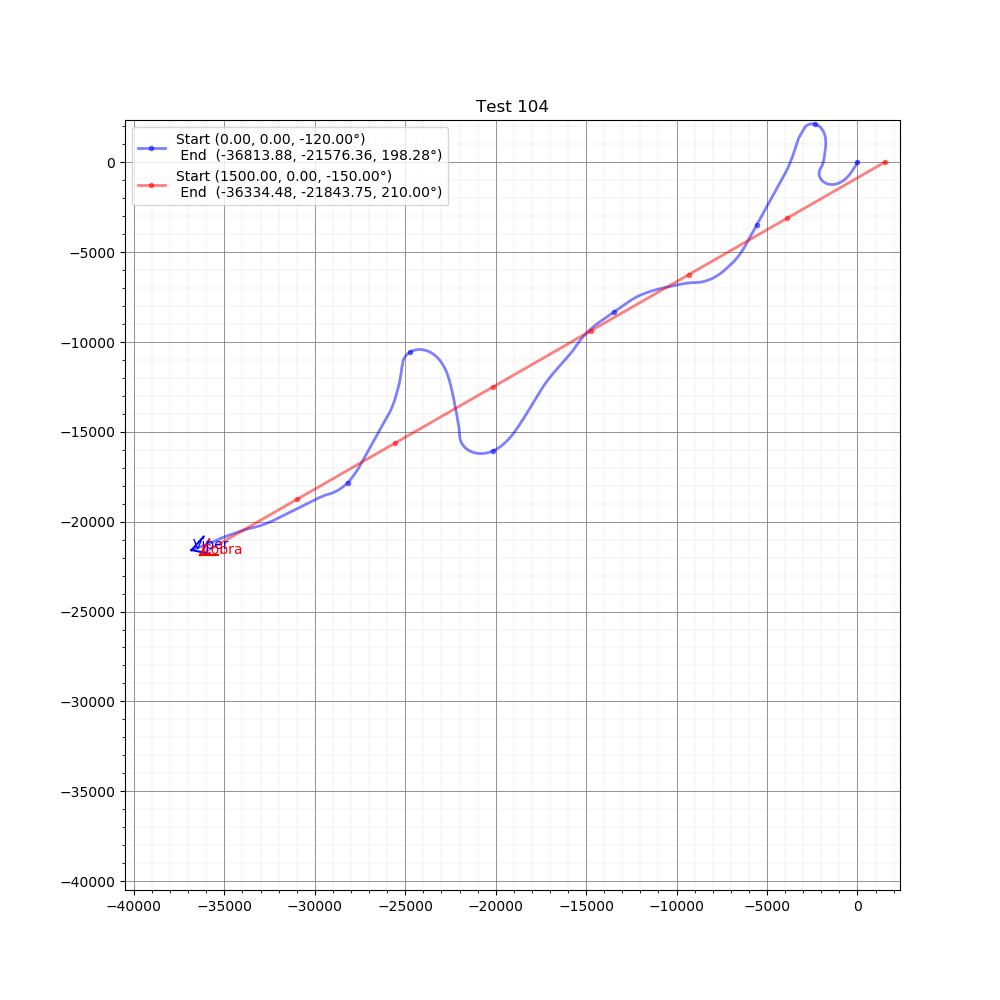 Test 104
Start (0.00, 0.00, -120.00°)
End (-36813.88, -21576.36, 198.28°)
Start (1500.00, 0.00, -150.00°)
End (-36334.48, -21843.75, 210.00°)
0
−5000
−10000
−15000
−20000
Viper
Cobra
−25000
−30000
−35000
−40000
−40000 −35000 −30000 −25000 −20000 −15000 −10000 −5000 0